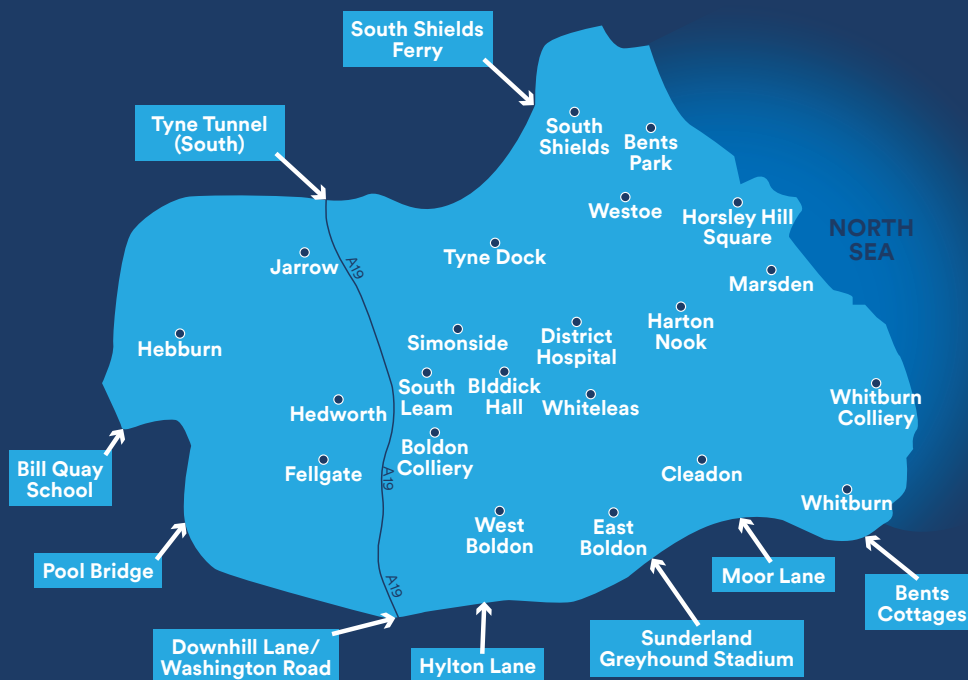 South Shields
Ferry
Tyne Tunnel
(South)
South
Shields
Bents
Park
Westoe
Horsley Hill
Square
NORTH
SEA
Jarrow
A19
Tyne Dock
Marsden
Hebburn
Simonside
District
Hospital
Harton
Nook
Hedworth
South
Leam
BIddick
Hall
Whiteleas
Whitburn
Colliery
Boldon
Colliery
Bill Quay
School
Fellgate
A19
Cleadon
Whitburn
West
Boldon
East
Boldon
Pool Bridge
A19
Moor Lane
Bents
Cottages
Downhill Lane/
Washington Road
Hylton Lane
Sunderland
Greyhound Stadium